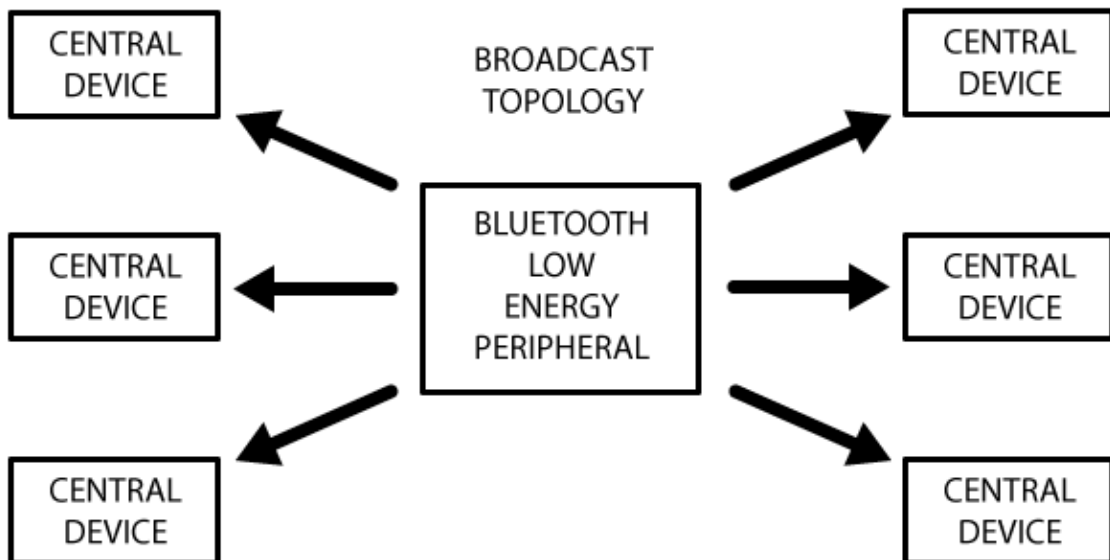 CENTRAL
DEVICE
BROADCAST
TOPOLOGY
CENTRAL
DEVICE
CENTRAL
DEVICE
BLUETOOTH
LOW
ENERGY
PERIPHERAL
CENTRAL
DEVICE
CENTRAL
DEVICE
CENTRAL
DEVICE